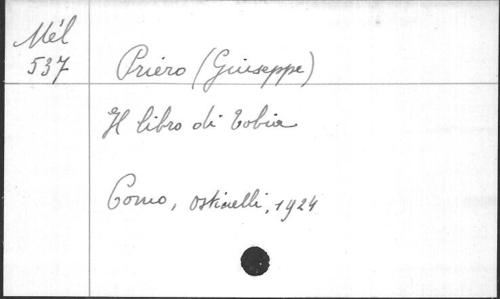 Mél
537
Priero (Giuseppe)
Il libro di Tobia
Como, Ostinelli, 1924